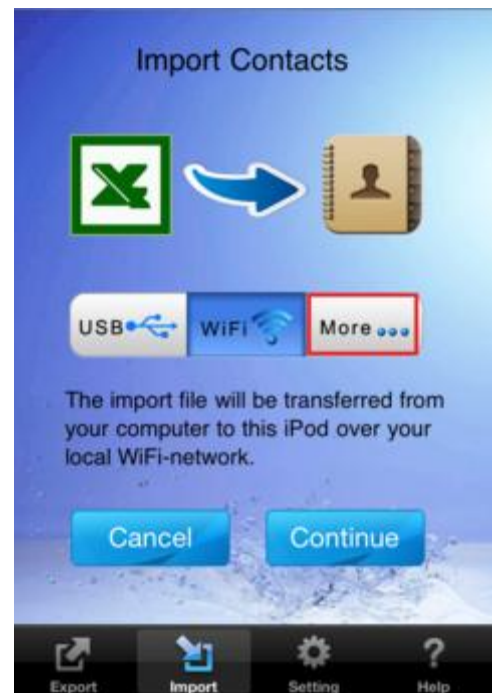 Import Contacts
USB WiFi More...
The import file will be transferred from
your computer to this iPod over your
local WiFi-network.
Cancel Continue
Export Import Setting Help